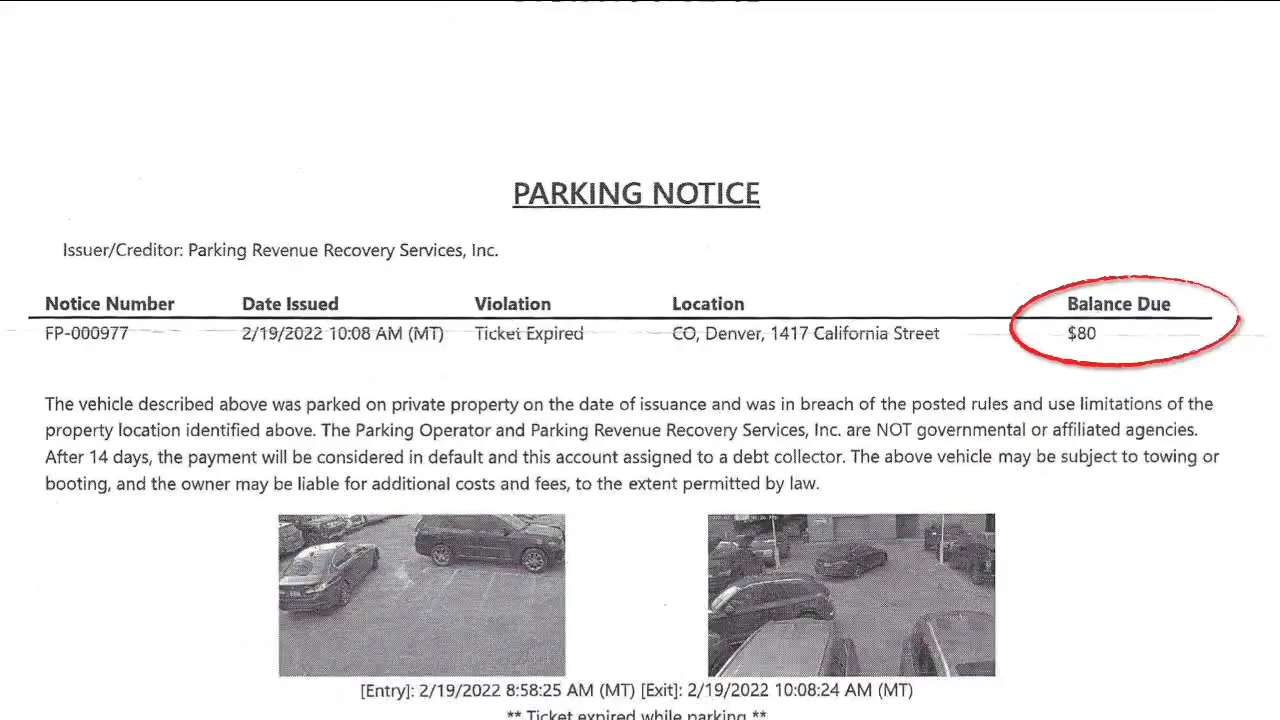 PARKING NOTICE
Issuer/Creditor: Parking Revenue Recovery Services, Inc.
Notice Number Date Issued Violation Location Balance Due
FP-000977 2/19/2022 10:08 AM (MT) Ticket Expired CO, Denver, 1417 California Street $80
The vehicle described above was parked on private property on the date of issuance and was in breach of the posted rules and use limitations of the
property location identified above. The Parking Operator and Parking Revenue Recovery Services, Inc. are NOT governmental or affiliated agencies.
After 14 days, the payment will be considered in default and this account assigned to a debt collector. The above vehicle may be subject to towing or
booting, and the owner may be liable for additional costs and fees, to the extent permitted by law.
[Entry]: 2/19/2022 8:58:25 AM (MT) [Exit]: 2/19/2022 10:08:24 AM (MT)
** Ticket expired while parking **